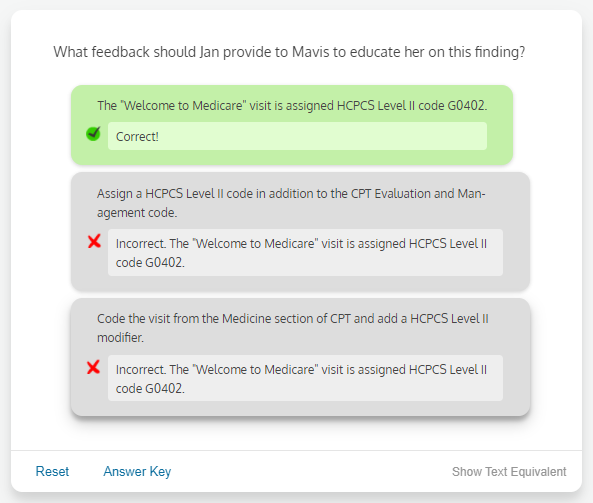 What feedback should Jan provide to Mavis to educate her on this finding?
The "Welcome to Medicare" visit is assigned HCPCS Level II code G0402.
Correct!
Assign a HCPCS Level II code in addition to the CPT Evaluation and Man-
agement code.
Incorrect. The "Welcome to Medicare" visit is assigned HCPCS Level II
code G0402.
Code the visit from the Medicine section of CPT and add a HCPCS Level II
modifier.
Incorrect. The "Welcome to Medicare" visit is assigned HCPCS Level II
code G0402.
Reset Answer Key Show Text Equivalent